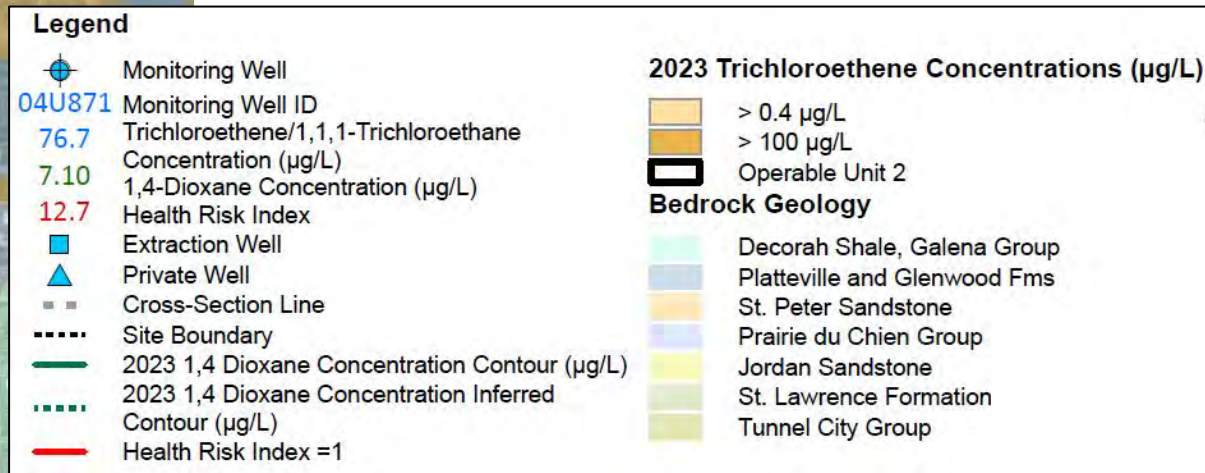 Legend
Monitoring Well
04U871 Monitoring Well ID
76.7 Trichloroethene/1,1,1-Trichloroethane
Concentration (µg/L)
7.10 1,4-Dioxane Concentration (µg/L)
12.7 Health Risk Index
Extraction Well
Private Well
Cross-Section Line
Site Boundary
2023 1,4 Dioxane Concentration Contour (µg/L)
2023 1,4 Dioxane Concentration Inferred
Contour (µg/L)
Health Risk Index =1
2023 Trichloroethene Concentrations (µg/L)
> 0.4 µg/L
> 100 µg/L
Operable Unit 2
Bedrock Geology
Decorah Shale, Galena Group
Platteville and Glenwood Fms
St. Peter Sandstone
Prairie du Chien Group
Jordan Sandstone
St. Lawrence Formation
Tunnel City Group